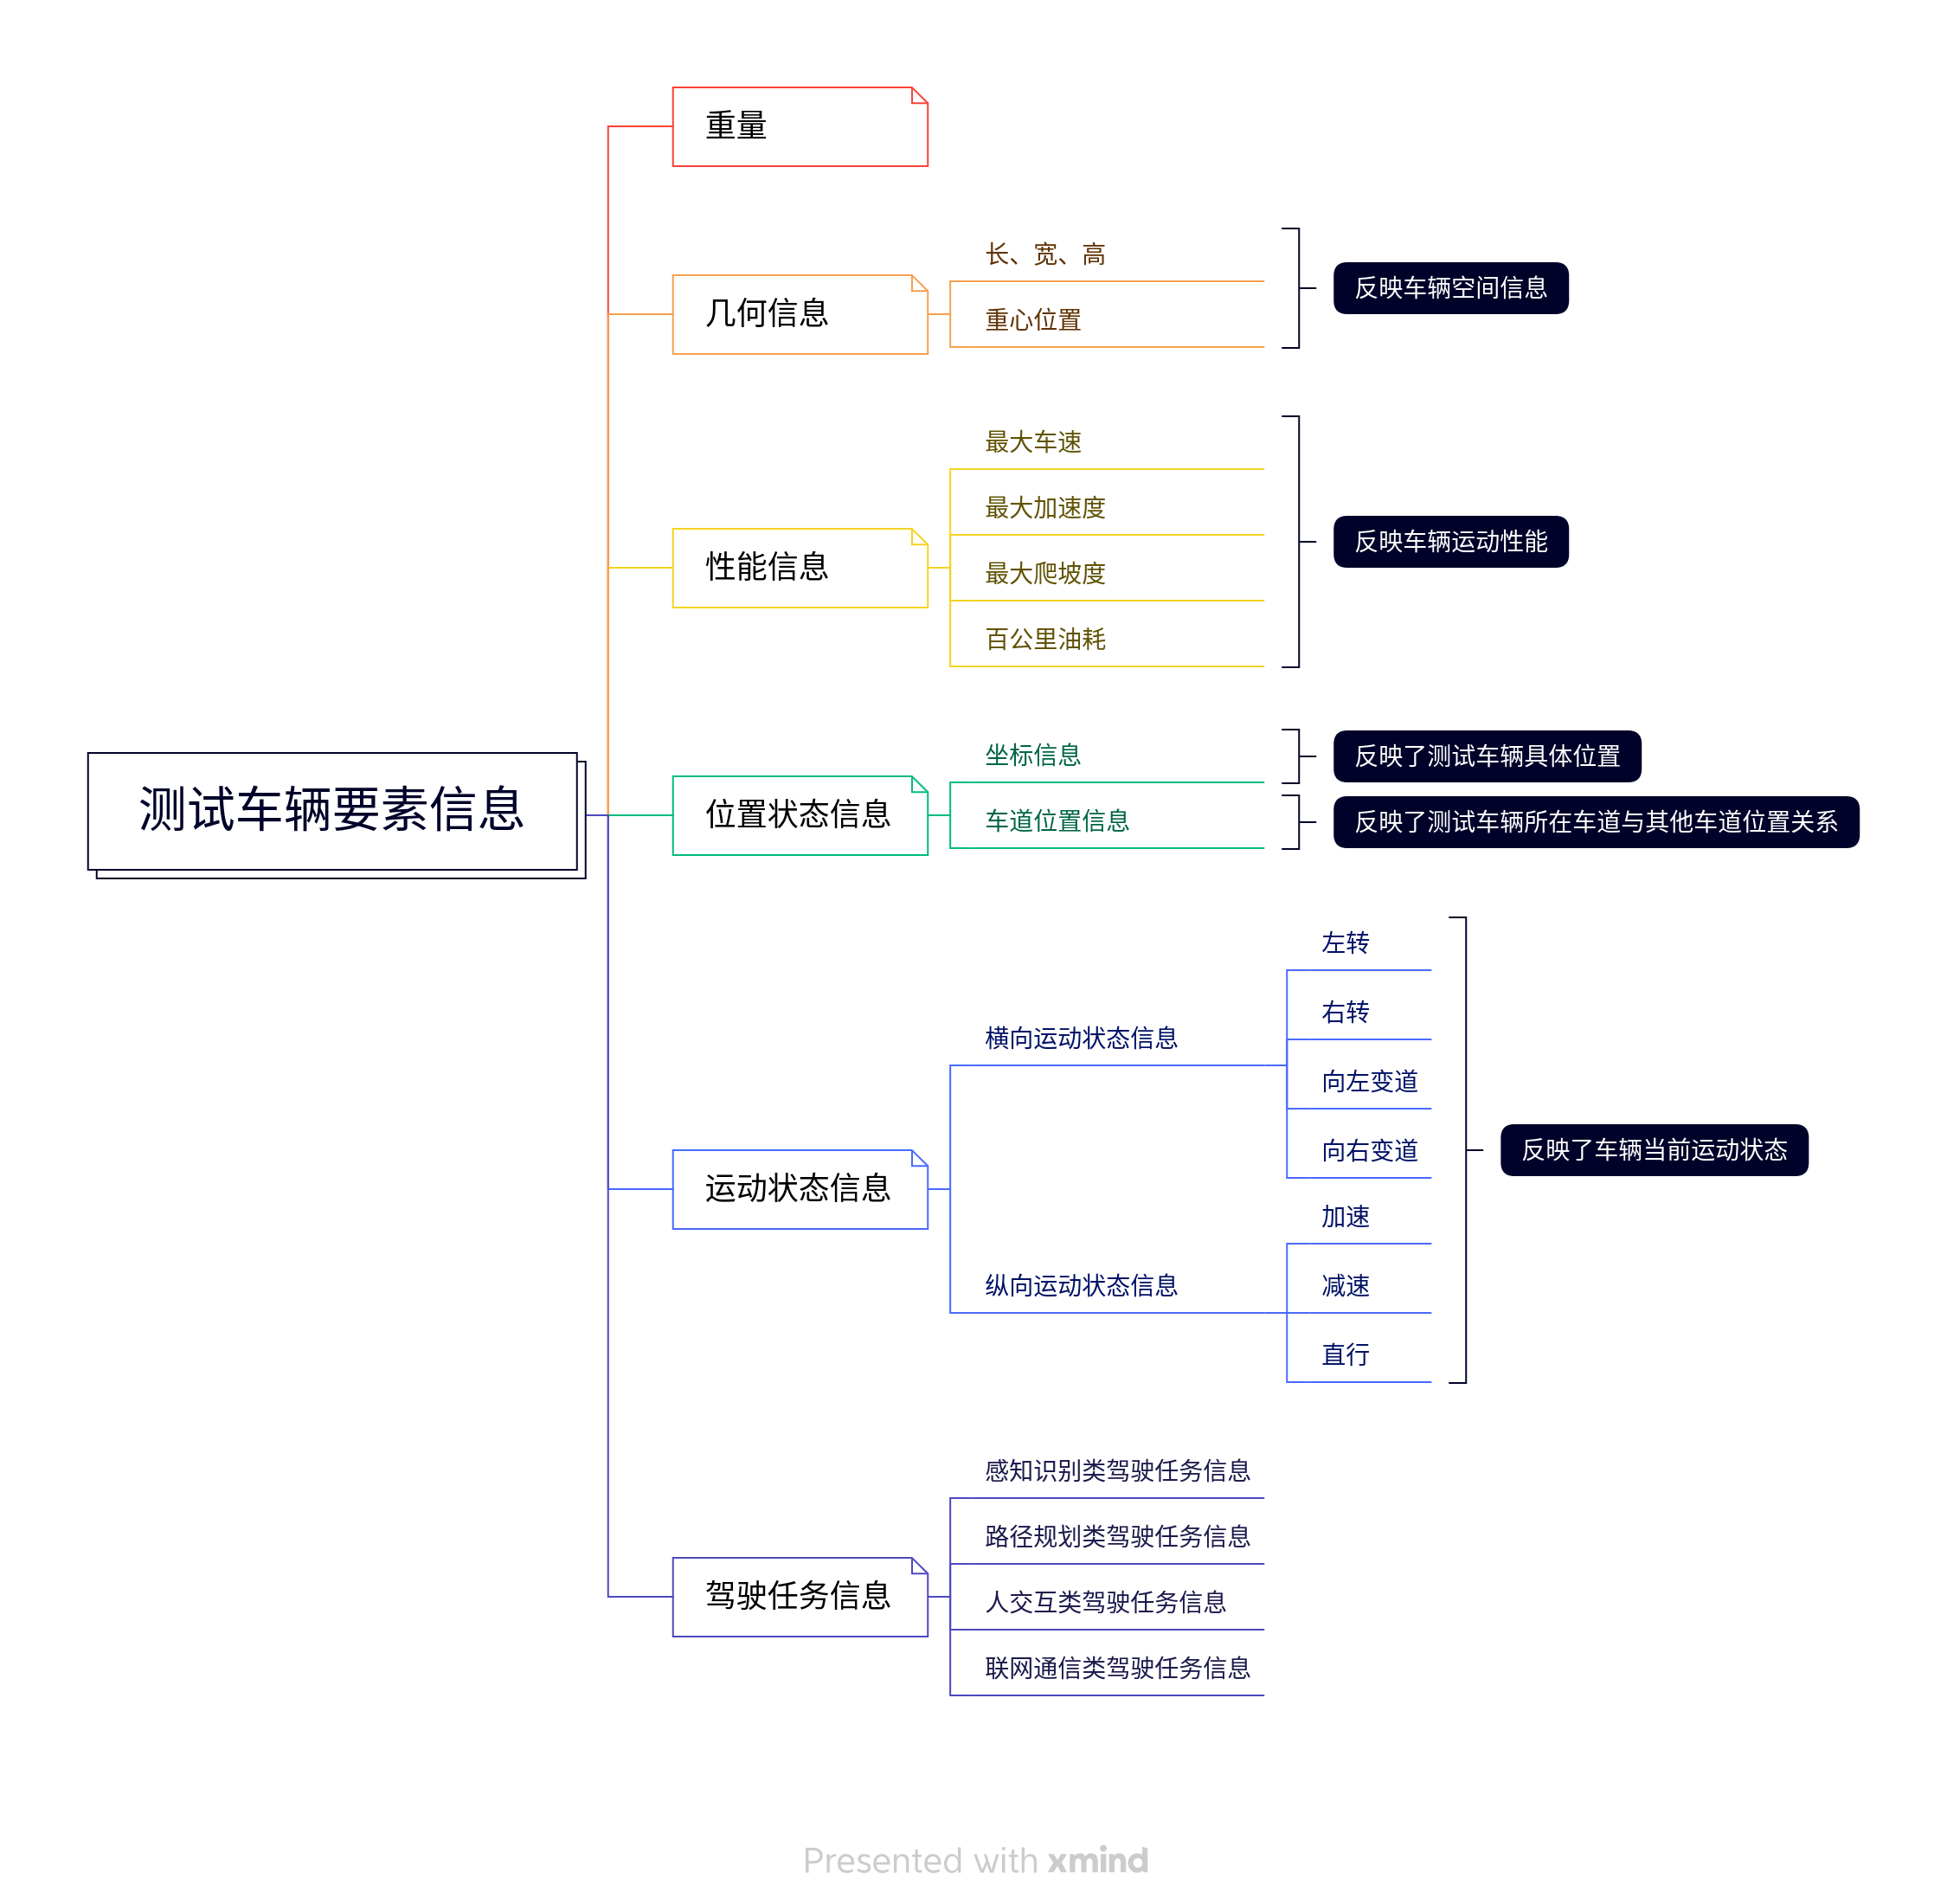 重量
长、宽、高
反映车辆空间信息
几何信息
重心位置
最大车速
最大加速度
反映车辆运动性能
性能信息
最大爬坡度
百公里油耗
测试车辆要素信息
坐标信息
反映了测试车辆具体位置
位置状态信息
车道位置信息
反映了测试车辆所在车道与其他车道位置关系
左转
右转
横向运动状态信息
向左变道
向右变道
反映了车辆当前运动状态
运动状态信息
加速
纵向运动状态信息
减速
直行
感知识别类驾驶任务信息
路径规划类驾驶任务信息
驾驶任务信息
人交互类驾驶任务信息
联网通信类驾驶任务信息
Presented with xmind